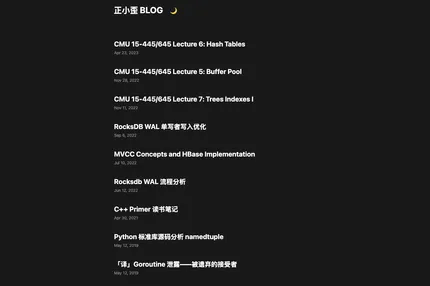 正小歪 BLOG 🌙
CMU 15-445/645 Lecture 6: Hash Tables
Apr 23, 2023
CMU 15-445/645 Lecture 5: Buffer Pool
Nov 26, 2022
CMU 15-445/645 Lecture 7: Trees Indexes I
Nov 11, 2022
RocksDB WAL 单写者写入优化
Sep 6, 2022
MVCC Concepts and HBase Implementation
Jul 10, 2022
Rocksdb WAL 流程分析
Jun 12, 2022
C++ Primer 读书笔记
Apr 30, 2021
Python 标准库源码分析 namedtuple
May 12, 2019
「译」Goroutine 泄露——被遗弃的接受者
May 12, 2019